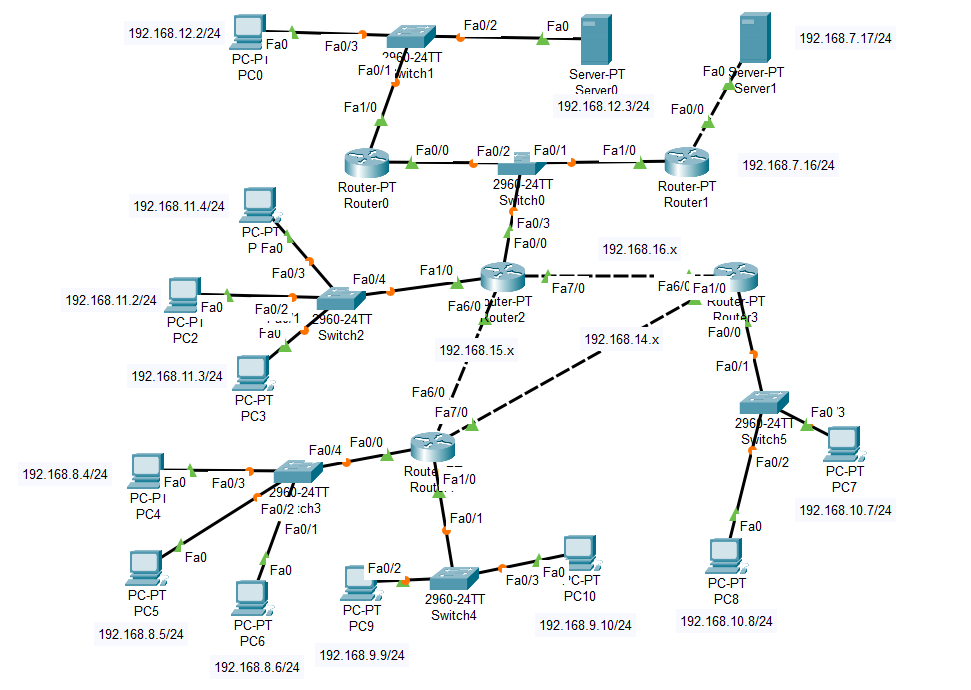 192.168.12.2/24
Fa0
Fa0/3
PC0
Fa0/2
Fa0
2960-24TT
Fa0/1
Server-PT
Server0
192.168.12.3/24
192.168.7.17/24
Fa0
Server-PT
Server1
Fa0/0
Fa1/0
Router-PT
Router0
Fa0/0
Fa0/2
Fa0/1
2960-24TT
Switch0
Fa0/3
Fa1/0
Router-PT
Router1
192.168.7.16/24
192.168.11.4/24
PC-PT
Fa0
Fa0/3
192.168.11.2/24
Fa0
PC2
Fa0/2
Fa0
Fa0/4
2960-24TT
Switch2
192.168.11.3/24
PC-PT
PC3
Fa0/0
Fa1/0
Fa6/0
Fa7/0
192.168.16.x
Fa1/0
Router-PT
Router3
Fa0/0
192.168.15.x
192.168.14.x
Fa6/0
Fa7/0
Fa0/1
2960-24TT
Switch5
Fa0
Fa0/2
PC-PT
PC7
192.168.10.7/24
Fa0
PC-PT
PC8
192.168.10.8/24
192.168.8.4/24
Fa0
PC4
Fa0/3
Fa0/4
Fa0/0
2960-24TT
Fa0/2
Fa0/1
Fa1/0
Fa0
PC-PT
PC5
192.168.8.5/24
Fa0
PC-PT
PC6
192.168.8.6/24
Fa0/1
Fa0/2
PC-PT
PC9
192.168.9.9/24
2960-24TT
Switch4
Fa0/3
Fa0
PC10
192.168.9.10/24